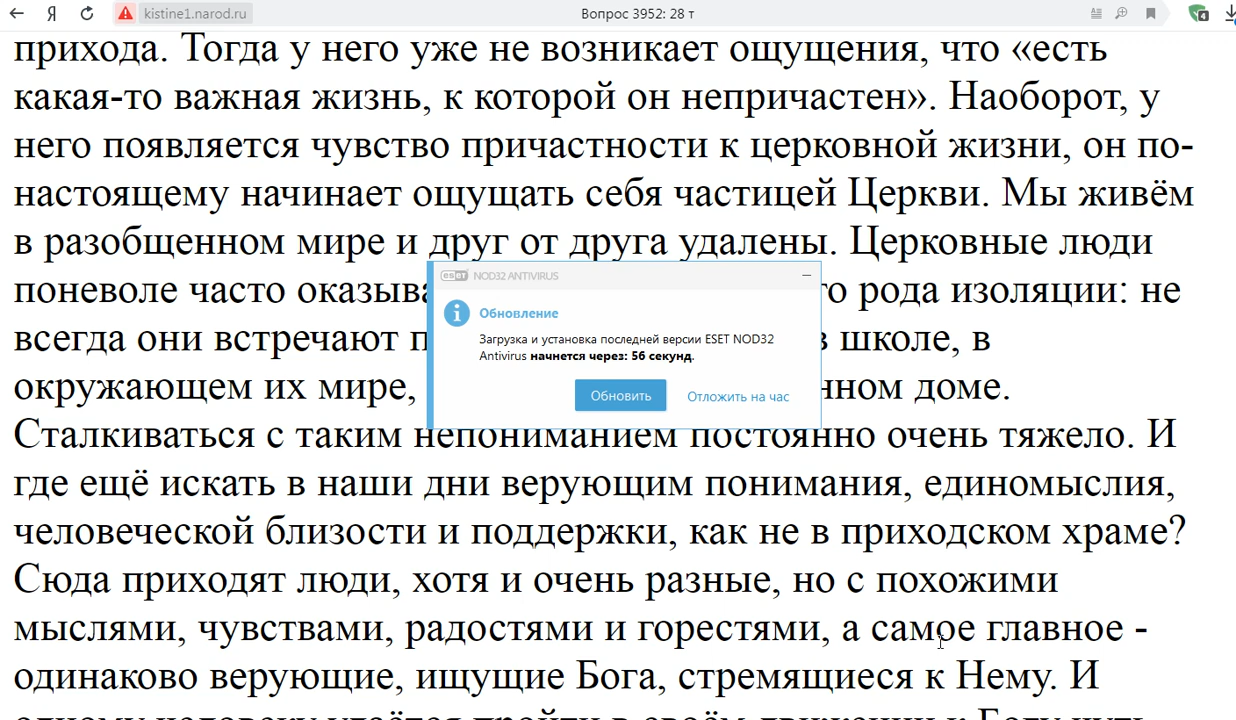 Я kistine1.narod.ru Вопрос 3952: 28 т 4
прихода. Тогда у него уже не возникает ощущения, что «есть
какая-то важная жизнь, к которой он непричастен». Наоборот, у
него появляется чувство причастности к церковной жизни, он по-
настоящему начинает ощущать себя частицей Церкви. Мы живём
в разобщенном мире и друг от друга удалены. Церковные люди
поневоле часто рода изоляции: не
всегда они встречают в школе, в
окружающем их мире, доме.
eset NOD32 ANTIVIRUS
Обновление
Загрузка и установка последней версии ESET NOD32
Antivirus начнется через: 56 секунд.
Обновить Отложить на час
Сталкиваться с таким непониманием постоянно очень тяжело. И
где ещё искать в наши дни верующим понимания, единомыслия,
человеческой близости и поддержки, как не в приходском храме?
Сюда приходят люди, хотя и очень разные, но с похожими
мыслями, чувствами, радостями и горестями, а самое главное -
одинаково верующие, ищущие Бога, стремящиеся к Нему. И